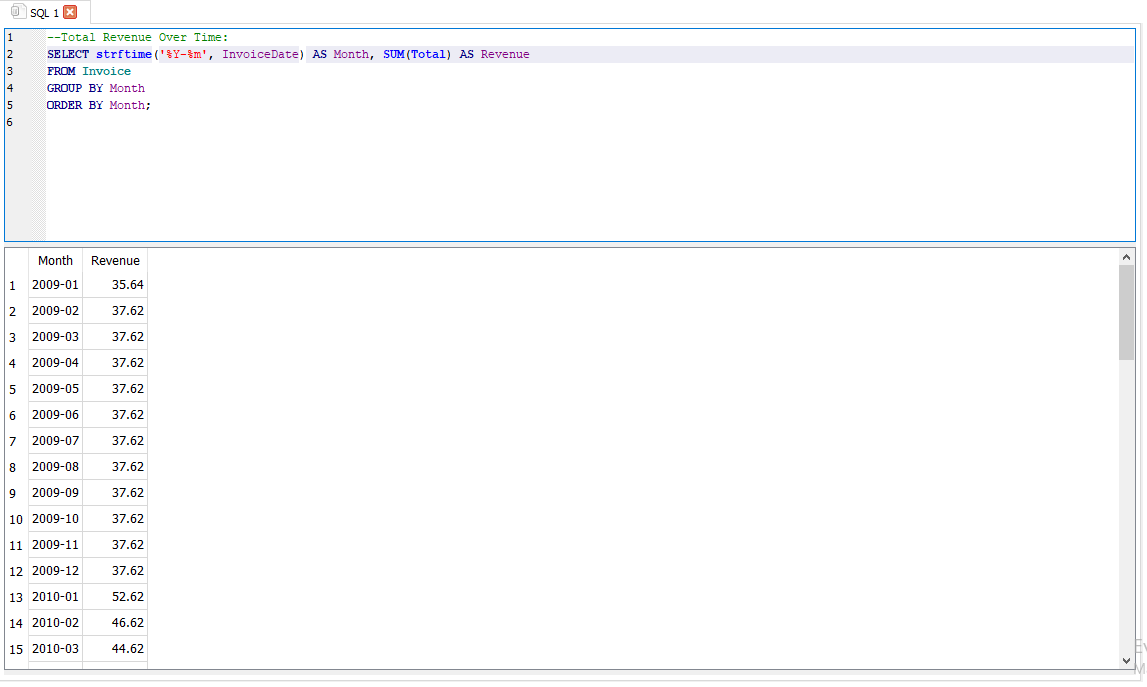 SQL 1
1 --Total Revenue Over Time:
2 SELECT strftime('%Y-%m', InvoiceDate) AS Month, SUM(Total) AS Revenue
3 FROM Invoice
4 GROUP BY Month
5 ORDER BY Month;
6
Month Revenue
1 2009-01 35.64
2 2009-02 37.62
3 2009-03 37.62
4 2009-04 37.62
5 2009-05 37.62
6 2009-06 37.62
7 2009-07 37.62
8 2009-08 37.62
9 2009-09 37.62
10 2009-10 37.62
11 2009-11 37.62
12 2009-12 37.62
13 2010-01 52.62
14 2010-02 46.62
15 2010-03 44.62